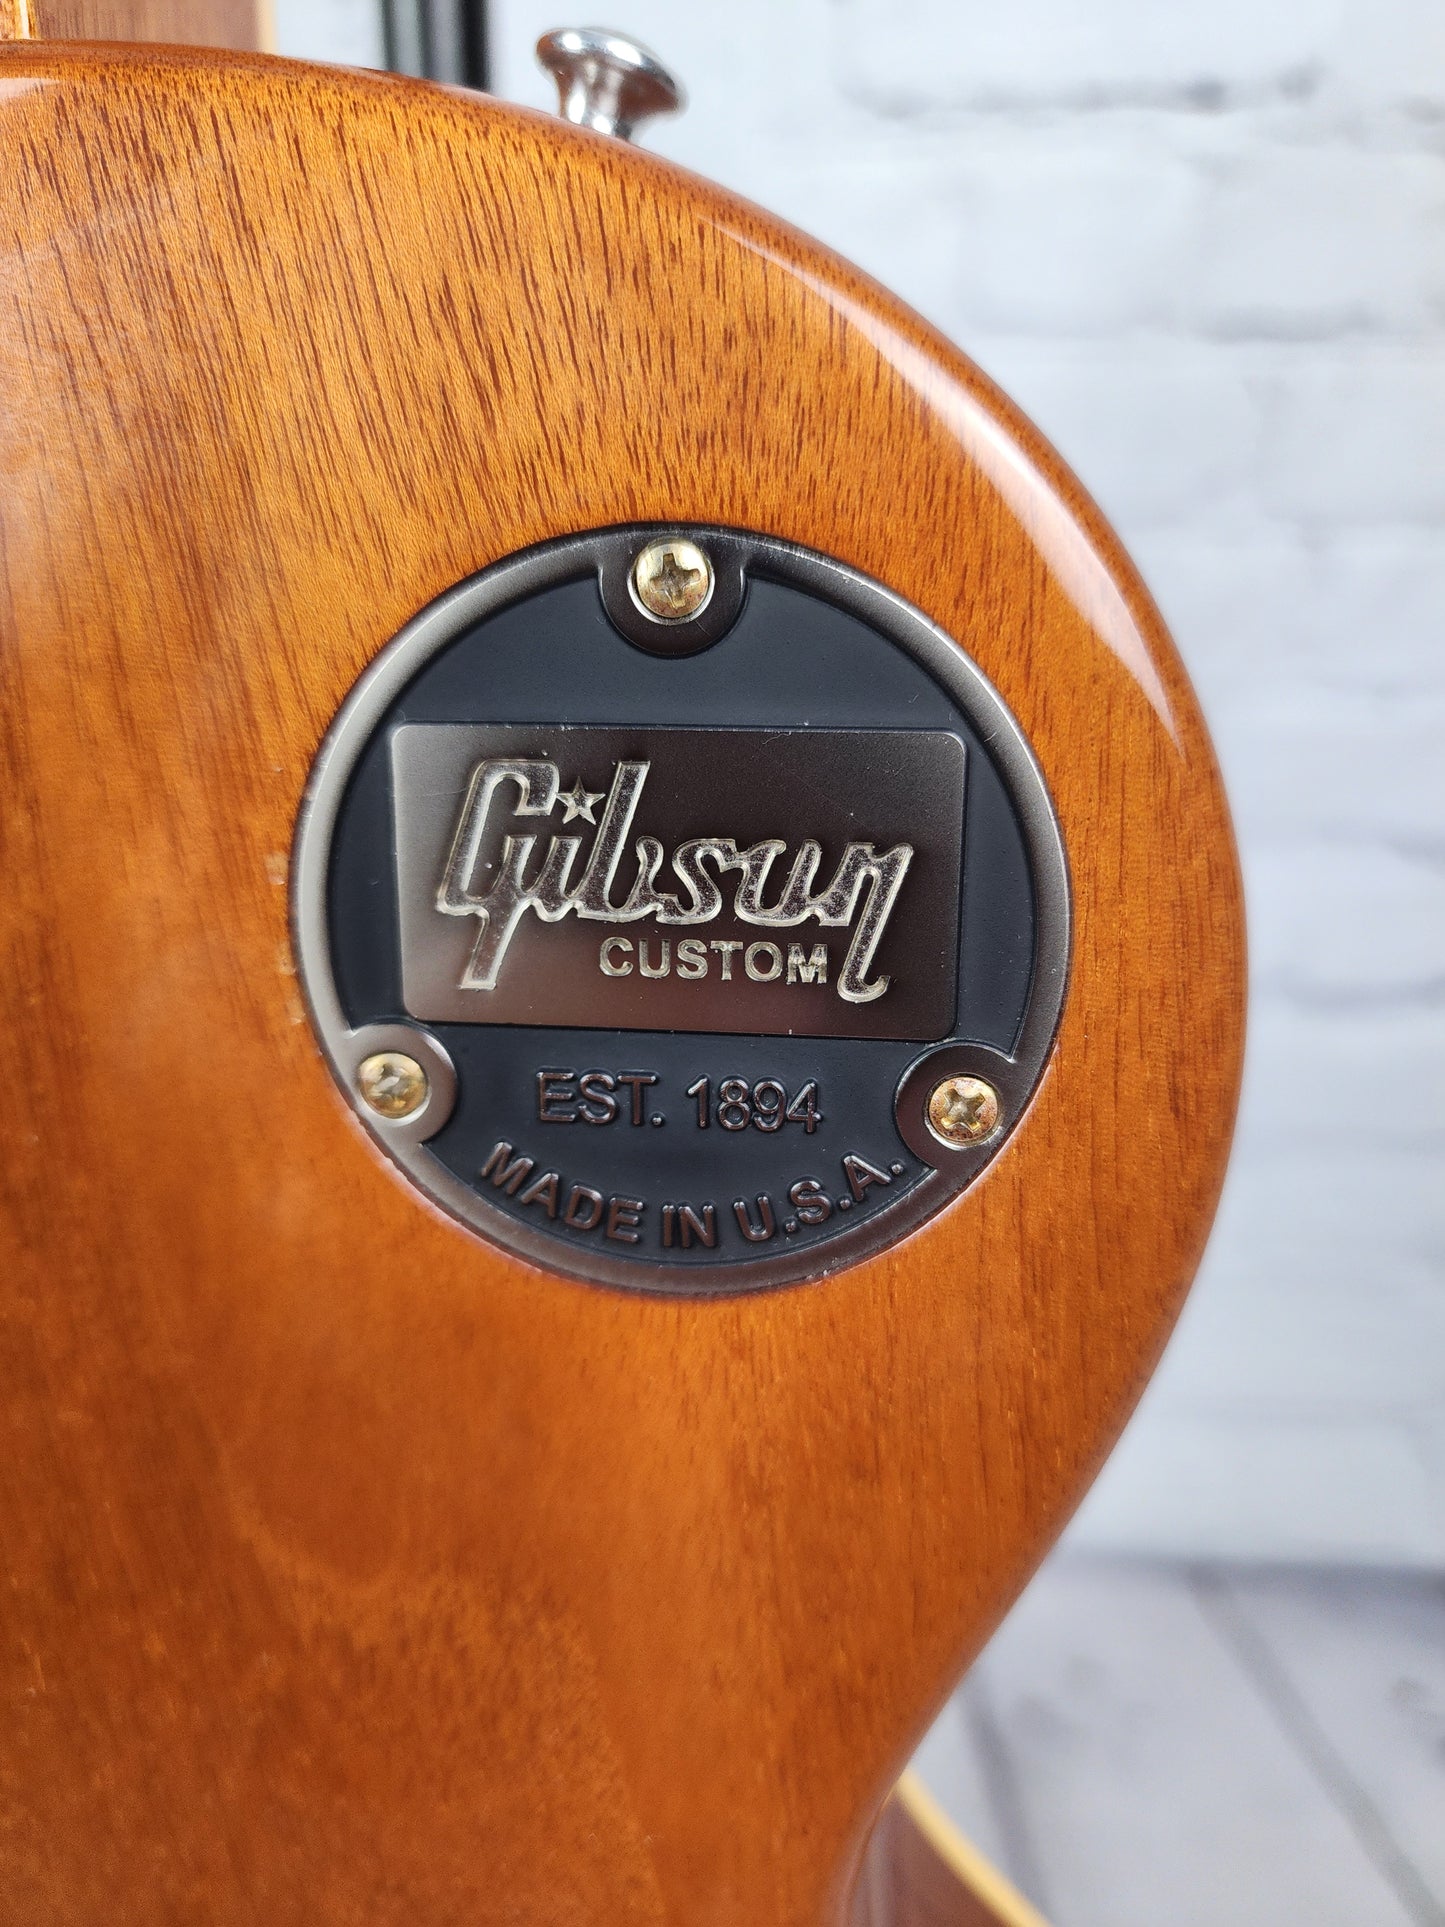 Gibson
CUSTOM
EST. 1894
MADE IN U.S.A.